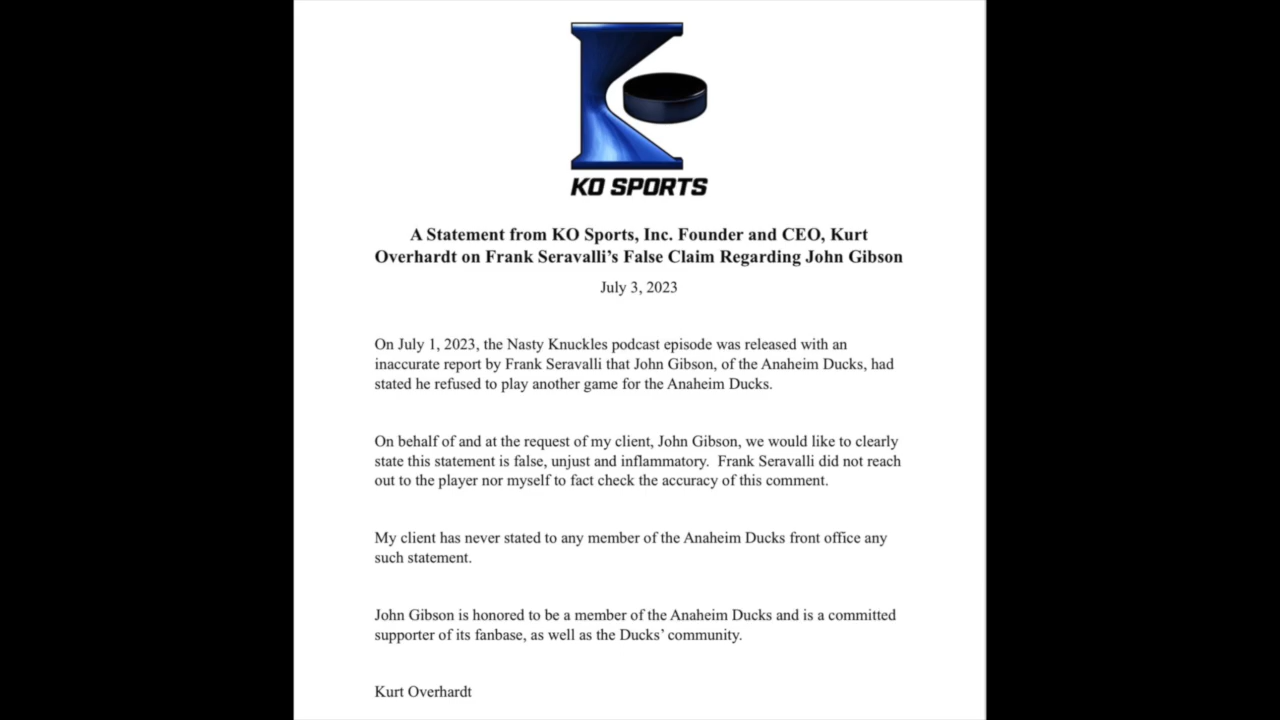 KO SPORTS
A Statement from KO Sports, Inc. Founder and CEO, Kurt
Overhardt on Frank Seravalli’s False Claim Regarding John Gibson
July 3, 2023
On July 1, 2023, the Nasty Knuckles podcast episode was released with an
inaccurate report by Frank Seravalli that John Gibson, of the Anaheim Ducks, had
stated he refused to play another game for the Anaheim Ducks.
On behalf of and at the request of my client, John Gibson, we would like to clearly
state this statement is false, unjust and inflammatory.  Frank Seravalli did not reach
out to the player nor myself to fact check the accuracy of this comment.
My client has never stated to any member of the Anaheim Ducks front office any
such statement.
John Gibson is honored to be a member of the Anaheim Ducks and is a committed
supporter of its fanbase, as well as the Ducks’ community.
Kurt Overhardt